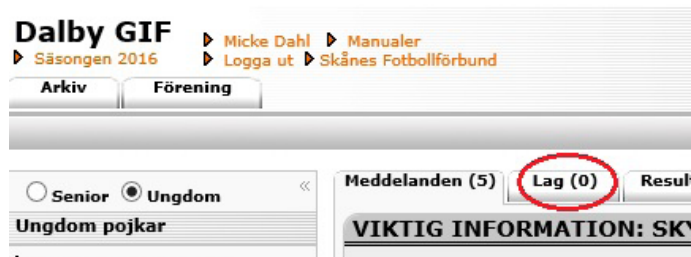 Dalby GIF
Micke Dahl Manualer
Säsongen 2016 Logga ut Skånes Fotbollförbund
Arkiv Förening
Meddelanden (5) Lag (0)
Senior Ungdom
Ungdom pojkar
VIKTIG INFORMATION: